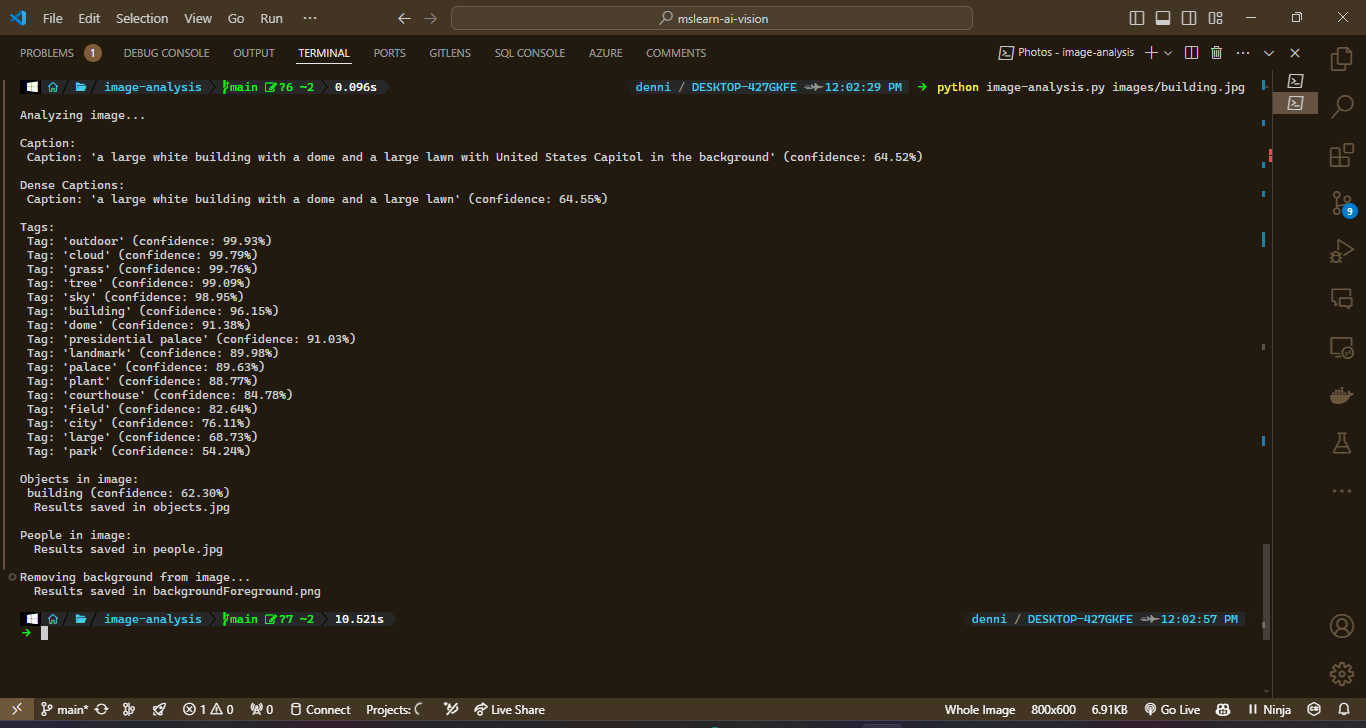 File Edit Selection View Go Run ··· mslearn-ai-vision
PROBLEMS 1 DEBUG CONSOLE OUTPUT TERMINAL PORTS GITLENS SQL CONSOLE AZURE COMMENTS Photos - image-analysis
image-analysis main ?6 ~2 0.096s denni / DESKTOP-427GKFE 12:02:29 PM → python image-analysis.py images/building.jpg
Analyzing image...
Caption:
Caption: 'a large white building with a dome and a large lawn with United States Capitol in the background' (confidence: 64.52%)
Dense Captions:
Caption: 'a large white building with a dome and a large lawn' (confidence: 64.55%)
Tags:
Tag: 'outdoor' (confidence: 99.93%)
Tag: 'cloud' (confidence: 99.79%)
Tag: 'grass' (confidence: 99.76%)
Tag: 'tree' (confidence: 99.09%)
Tag: 'sky' (confidence: 98.95%)
Tag: 'building' (confidence: 96.15%)
Tag: 'dome' (confidence: 91.38%)
Tag: 'presidential palace' (confidence: 91.03%)
Tag: 'landmark' (confidence: 89.98%)
Tag: 'palace' (confidence: 89.63%)
Tag: 'plant' (confidence: 88.77%)
Tag: 'courthouse' (confidence: 84.78%)
Tag: 'field' (confidence: 82.64%)
Tag: 'city' (confidence: 76.11%)
Tag: 'large' (confidence: 68.73%)
Tag: 'park' (confidence: 54.24%)
Objects in image:
building (confidence: 62.30%)
Results saved in objects.jpg
People in image:
Results saved in people.jpg
Removing background from image...
Results saved in backgroundForeground.png
image-analysis main ?7 ~2 10.521s denni / DESKTOP-427GKFE 12:02:57 PM
→
9
main* 1 0 0 Connect Projects: Live Share Whole Image 800x600 6.91KB Go Live Ninja